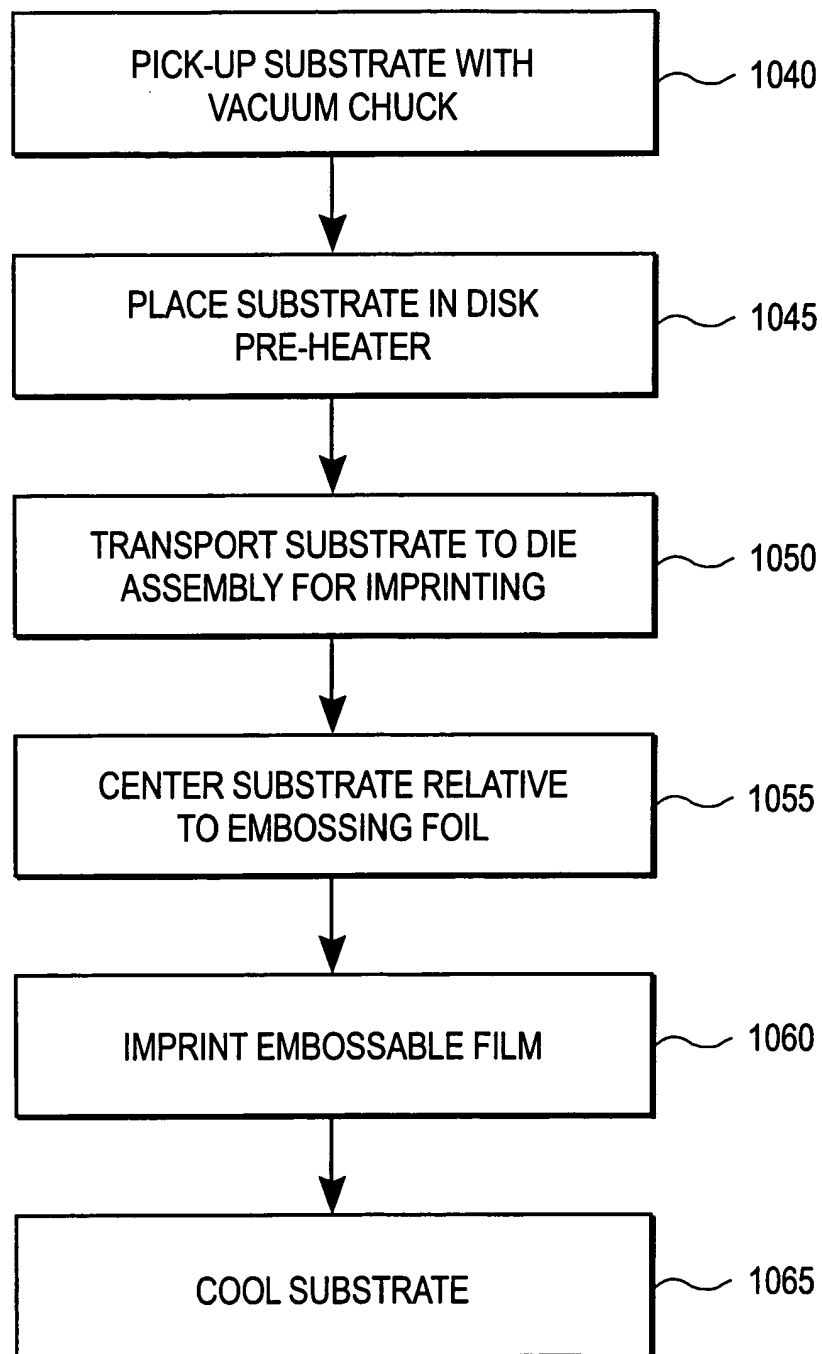 PICK-UP SUBSTRATE WITH
VACUUM CHUCK
1040
PLACE SUBSTRATE IN DISK
PRE-HEATER
1045
TRANSPORT SUBSTRATE TO DIE
ASSEMBLY FOR IMPRINTING
1050
CENTER SUBSTRATE RELATIVE
TO EMBOSSING FOIL
1055
IMPRINT EMBOSSABLE FILM
1060
COOL SUBSTRATE
1065